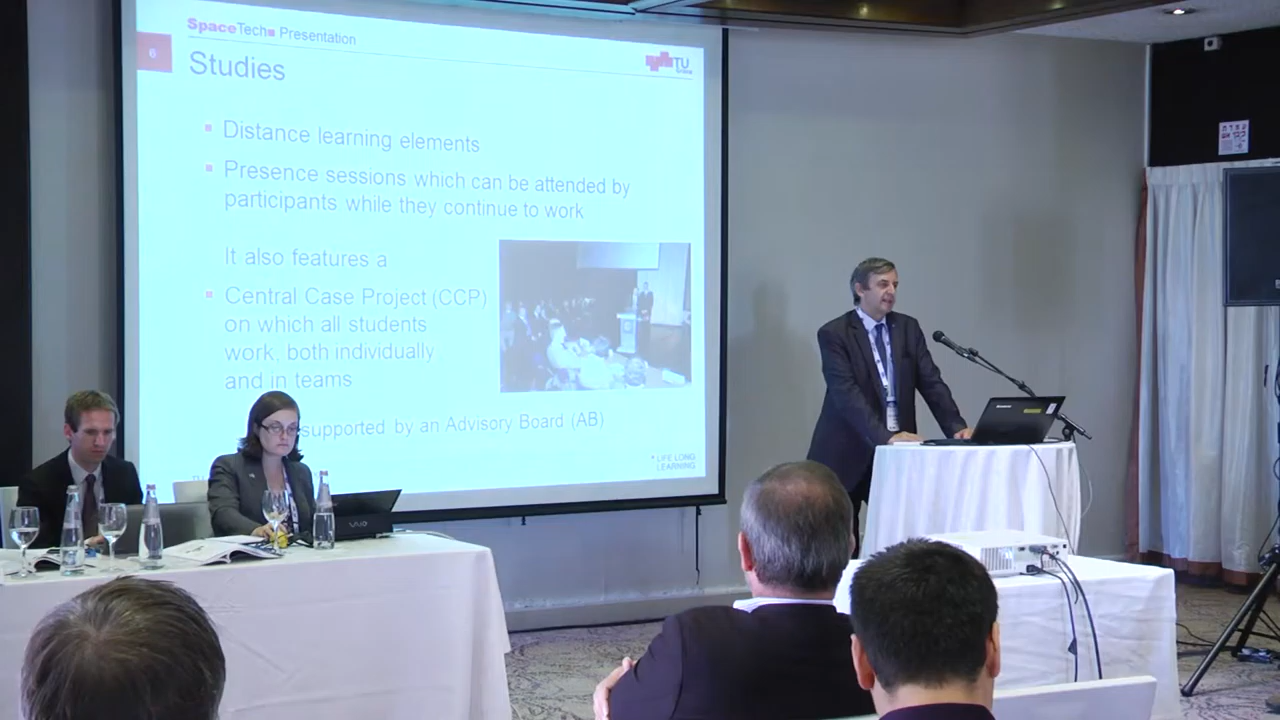 SpaceTech Presentation
6
Studies
TU
Distance learning elements
Presence sessions which can be attended by
participants while they continue to work
It also features a
Central Case Project (CCP)
on which all students
work, both individually
and in teams
supported by an Advisory Board (AB)
LIFE LONG
LEARNING
VAIO